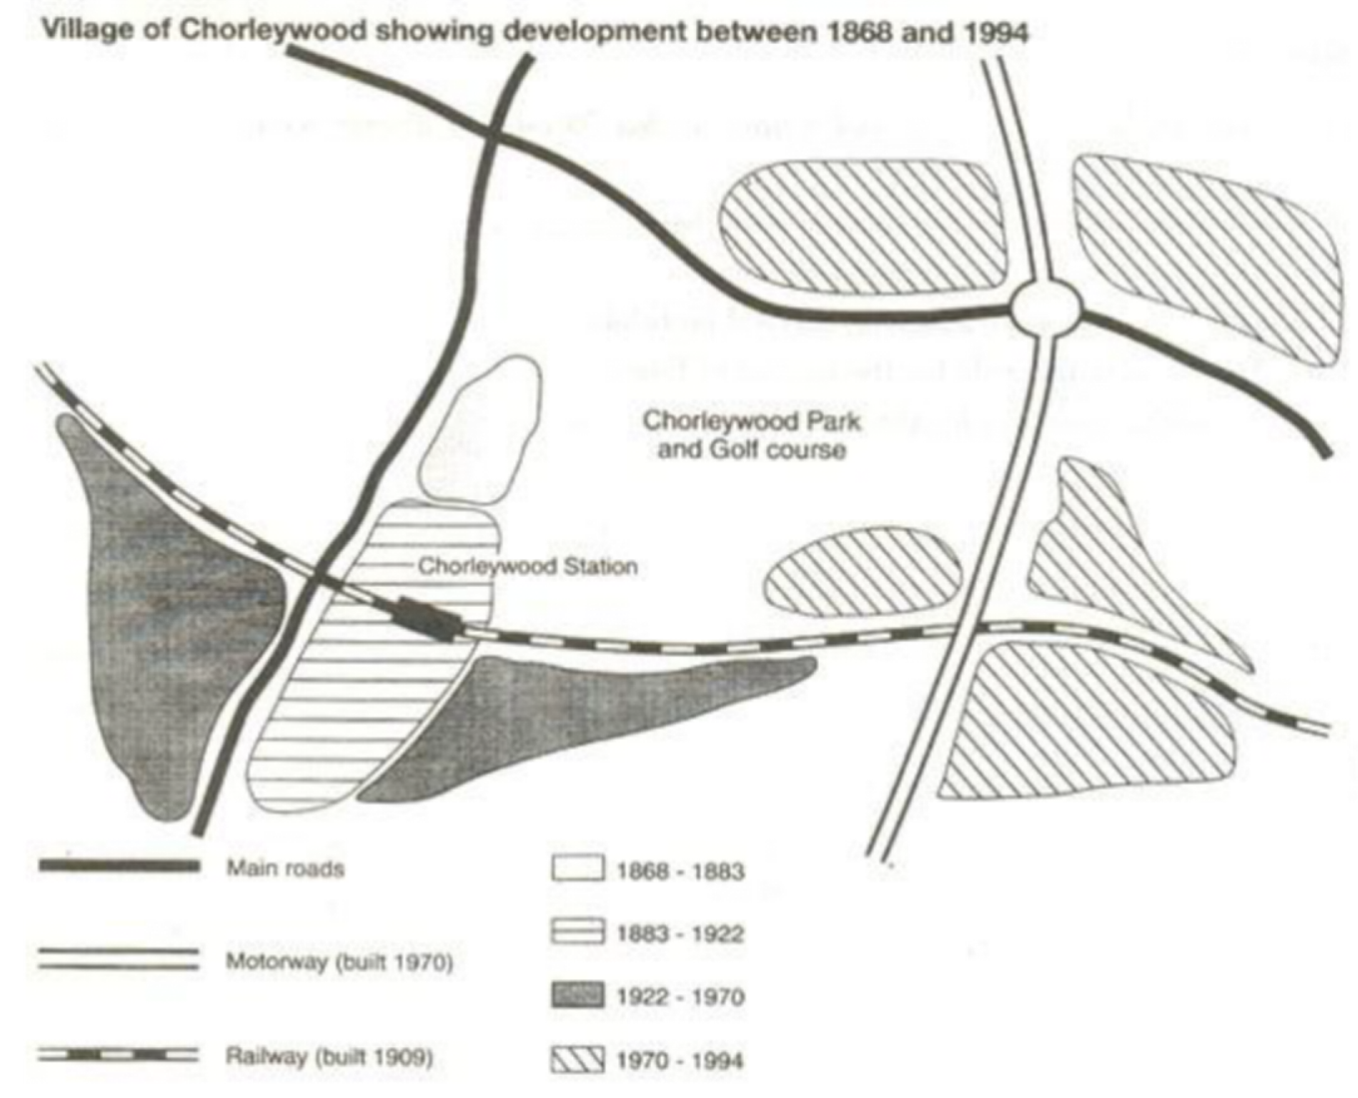 Village of Chorleywood showing development between 1868 and 1994
Chorleywood Park
and Golf course
Chorleywood Station
Main roads
Motorway (built 1970)
Railway (built 1909)
1868 - 1883
1883 - 1922
1922 - 1970
1970 - 1994